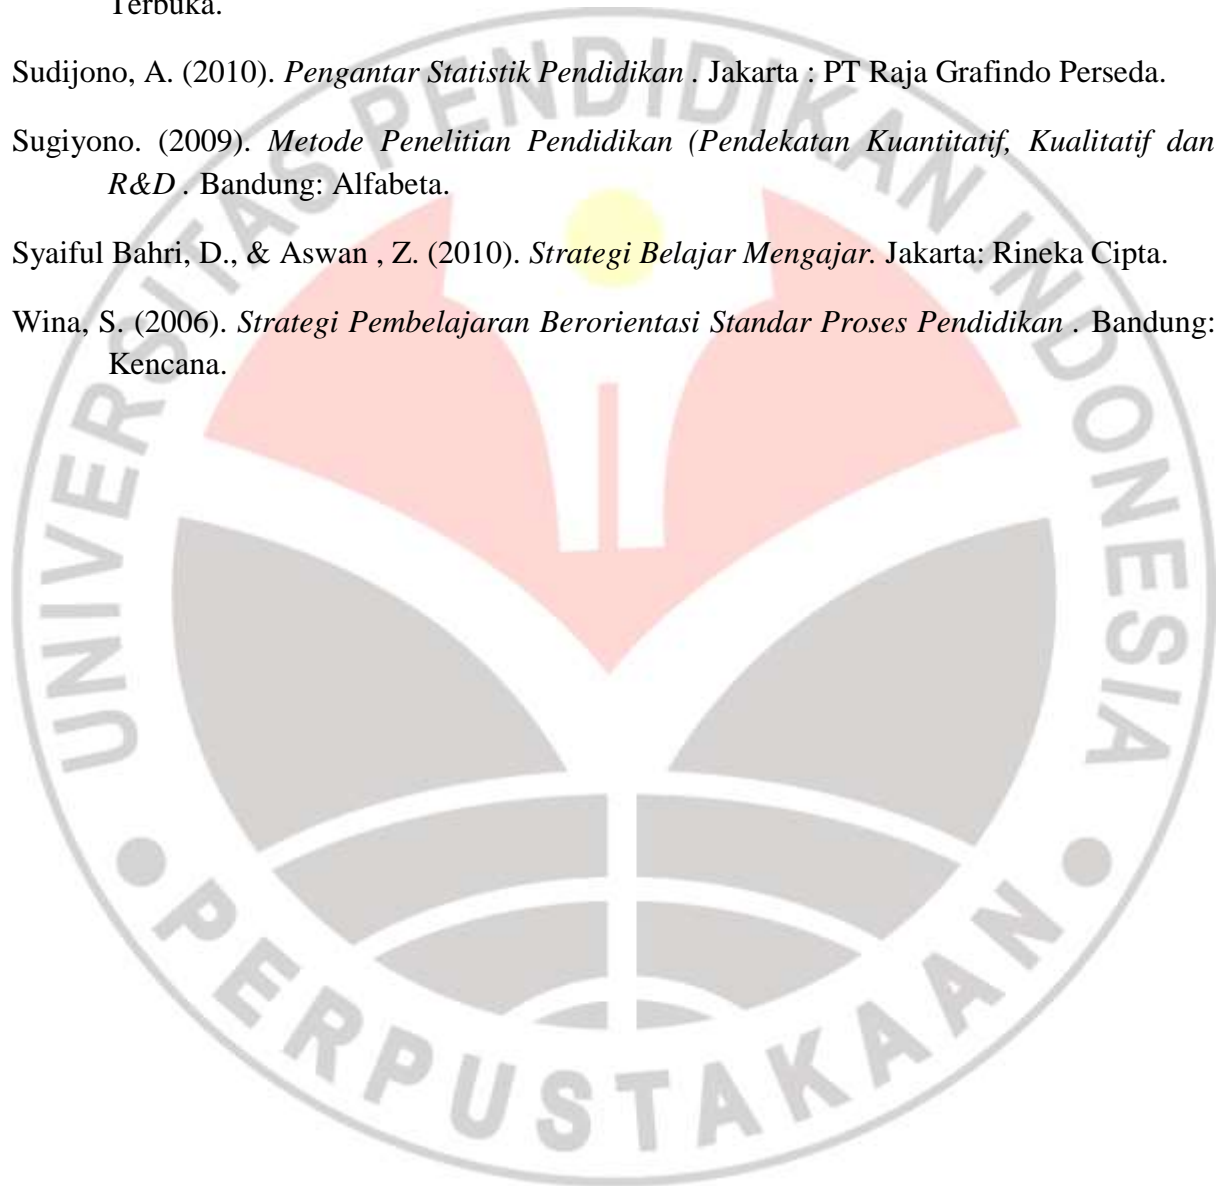 Terbuka.
Sudijono, A. (2010). Pengantar Statistik Pendidikan . Jakarta : PT Raja Grafindo Perseda.
Sugiyono. (2009). Metode Penelitian Pendidikan (Pendekatan Kuantitatif, Kualitatif dan
R&D . Bandung: Alfabeta.
Syaiful Bahri, D., & Aswan , Z. (2010). Strategi Belajar Mengajar. Jakarta: Rineka Cipta.
Wina, S. (2006). Strategi Pembelajaran Berorientasi Standar Proses Pendidikan . Bandung:
Kencana.
UNIVERSITAS PENDIDIKAN INDONESIA
PERPUSTAKAAN